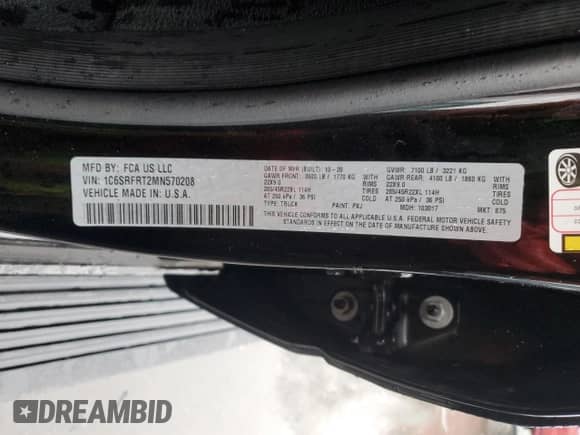 MFD BY: FCA US LLC
VIN: 1C6SRFRT2MN570208
VEHICLE MADE IN: U.S.A.
DATE OF MFR (BUILT): 10-20
GAWR FRONT: 3900 LB / 1770 KG
22X9.0
285/45R22XL 114H
AT 250 kPa / 36 PSI
RIMS
TIRES
COLD
GVWR: 7100 LB / 3221 KG
GAWR REAR: 4100 LB / 1860 KG
22X9.0
285/45R22XL 114H
AT 250 kPa / 36 PSI
RIMS
TIRES
COLD
THIS VEHICLE CONFORMS TO ALL APPLICABLE U.S.A. FEDERAL MOTOR VEHICLE SAFETY
STANDARDS IN EFFECT ON THE DATE OF MANUFACTURE SHOWN ABOVE.
TYPE: TRUCK PAINT: PXJ MDH: 103017 MKT: 875
DREAMBID